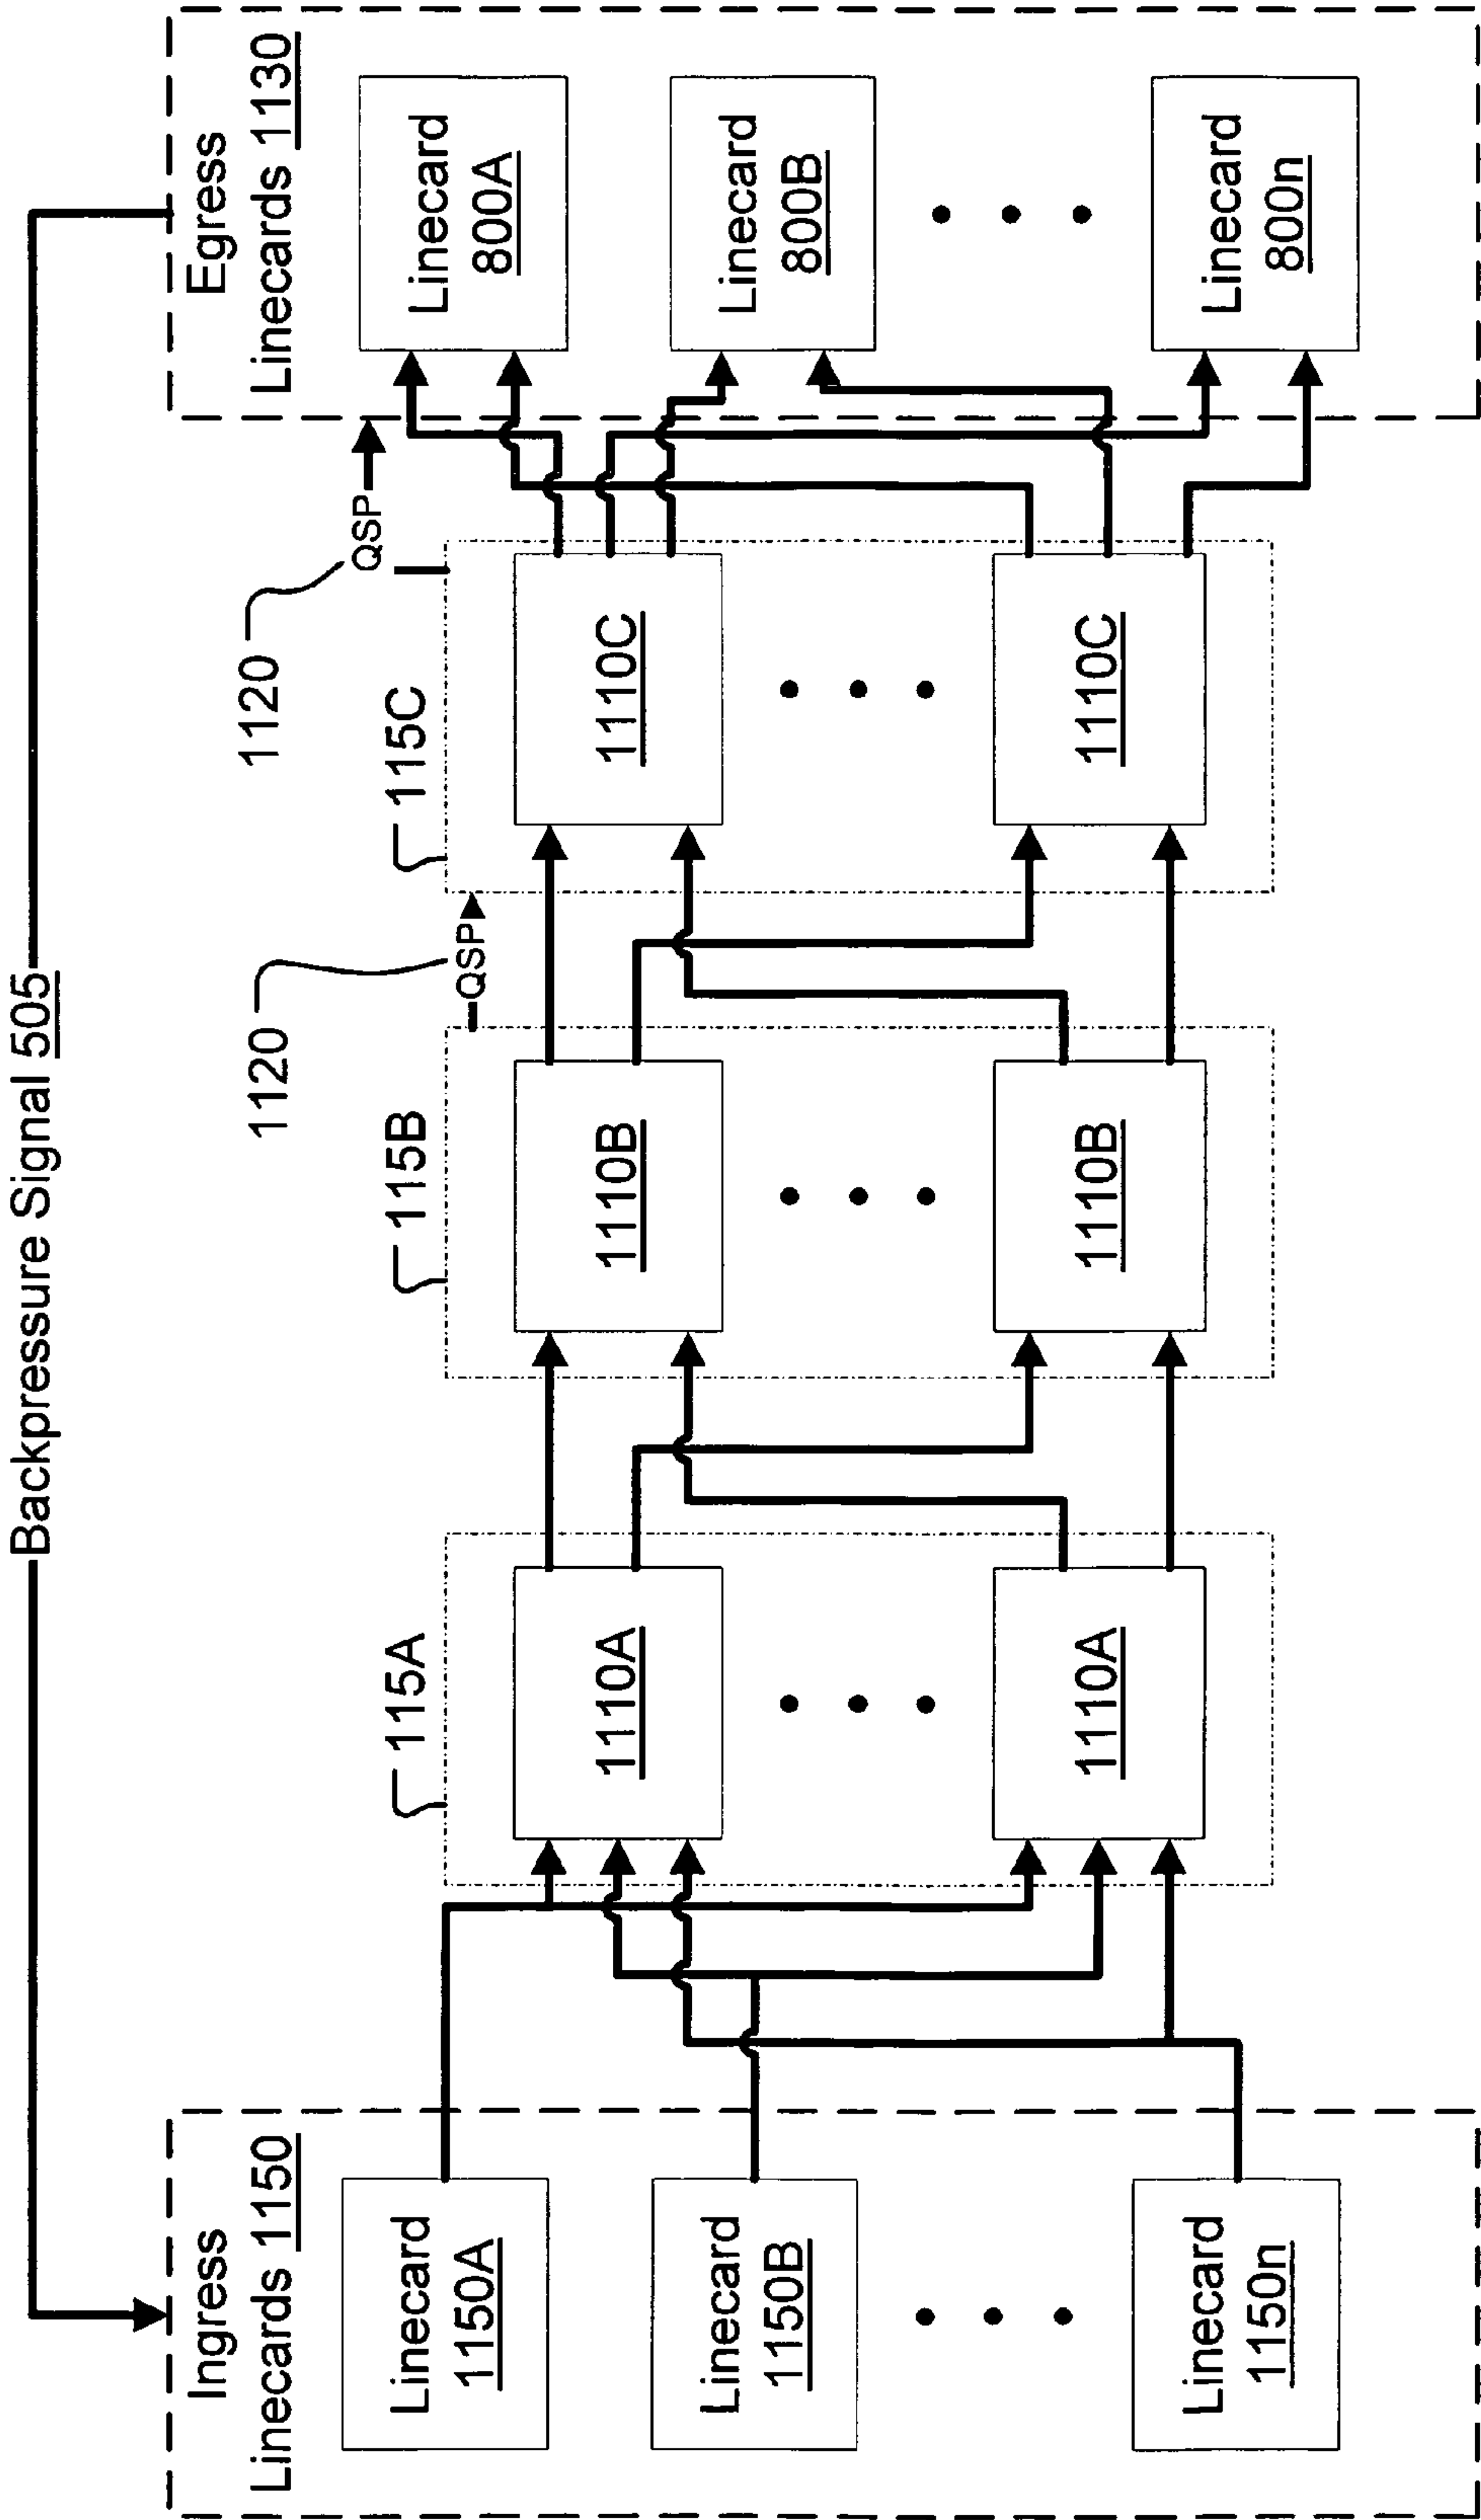 Backpressure Signal 505
Ingress
Linecards 1150
Linecard
1150A
Linecard
1150B
Linecard
1150n
115A
1110A
1110A
115B
1110B
1110B
1120
QSP
115C
1110C
1110C
1120
QSP
Egress
Linecards 1130
Linecard
800A
Linecard
800B
Linecard
800n